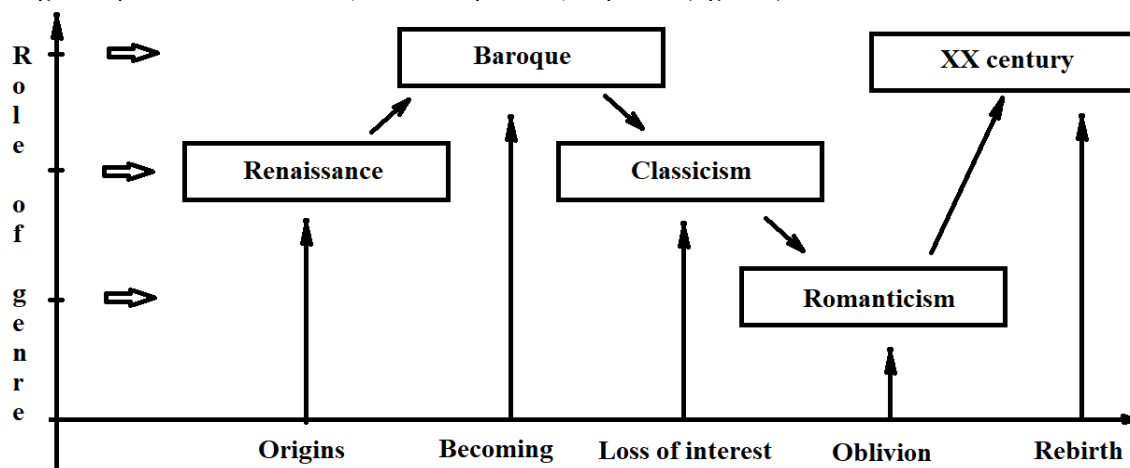 Role of genre
Baroque
XX century
Renaissance
Classicism
Romanticism
Origins
Becoming
Loss of interest
Oblivion
Rebirth